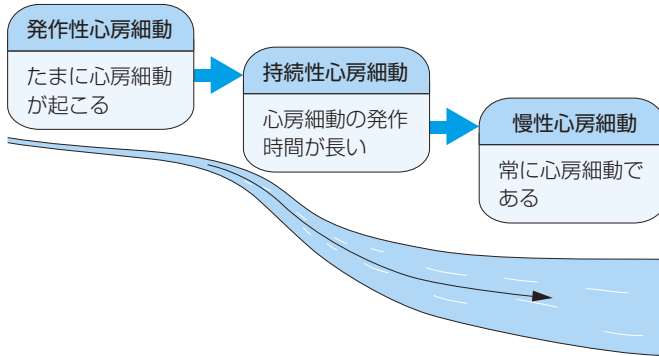 発作性心房細動
たまに心房細動
が起こる
持続性心房細動
心房細動の発作
時間が長い
慢性心房細動
常に心房細動で
ある